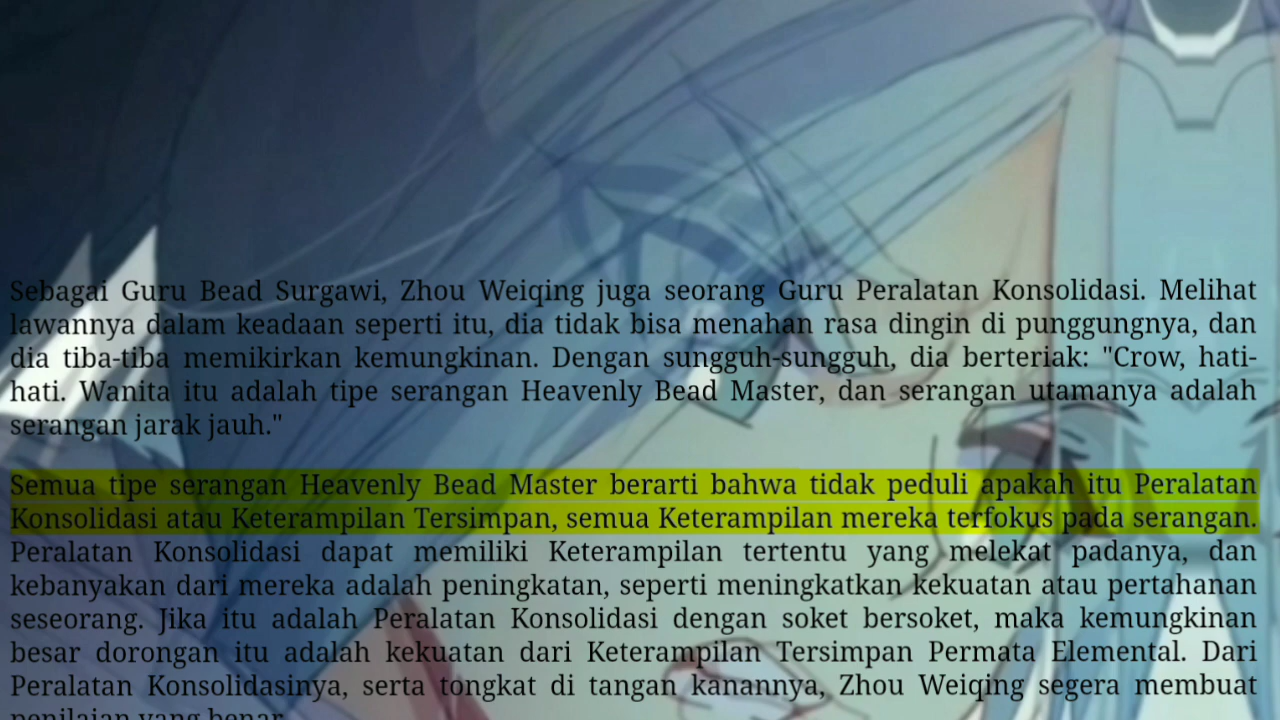 Sebagai Guru Bead Surgawi, Zhou Weiqing juga seorang Guru Peralatan Konsolidasi. Melihat
lawannya dalam keadaan seperti itu, dia tidak bisa menahan rasa dingin di punggungnya, dan
dia tiba-tiba memikirkan kemungkinan. Dengan sungguh-sungguh, dia berteriak: "Crow, hati-
hati. Wanita itu adalah tipe serangan Heavenly Bead Master, dan serangan utamanya adalah
serangan jarak jauh."
Semua tipe serangan Heavenly Bead Master berarti bahwa tidak peduli apakah itu Peralatan
Konsolidasi atau Keterampilan Tersimpan, semua Keterampilan mereka terfokus pada serangan.
Peralatan Konsolidasi dapat memiliki Keterampilan tertentu yang melekat padanya, dan
kebanyakan dari mereka adalah peningkatan, seperti meningkatkan kekuatan atau pertahanan
seseorang. Jika itu adalah Peralatan Konsolidasi dengan soket bersoket, maka kemungkinan
besar dorongan itu adalah kekuatan dari Keterampilan Tersimpan Permata Elemental. Dari
Peralatan Konsolidasinya, serta tongkat di tangan kanannya, Zhou Weiqing segera membuat
penilaian yang benar.